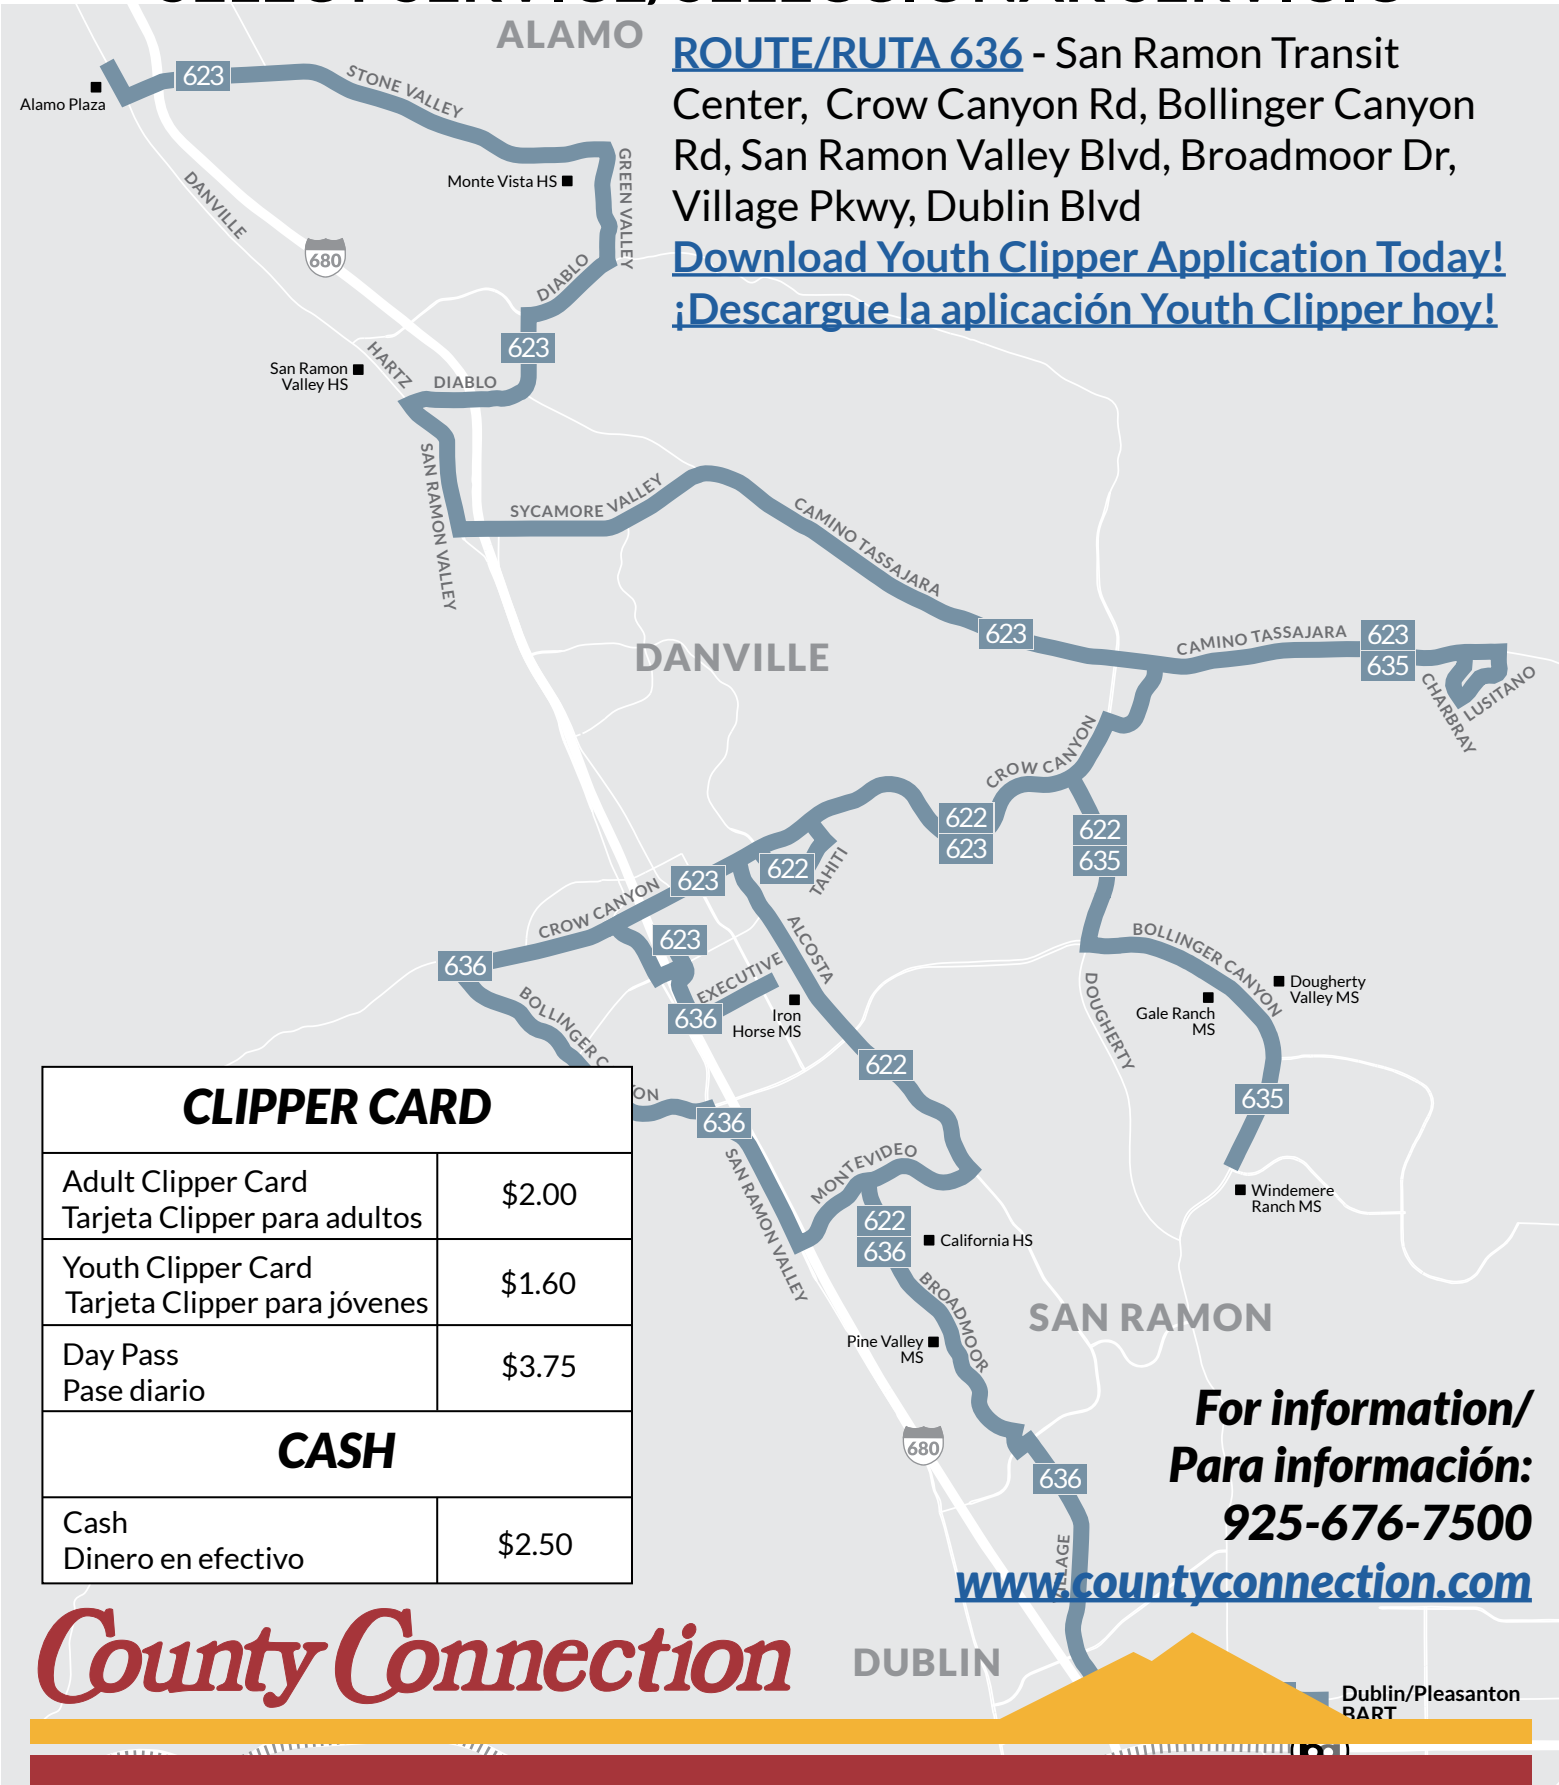 SELECT SERVICE/SELECCIONAR SERVICIO
ALAMO
ROUTE/RUTA 636 - San Ramon Transit
Center, Crow Canyon Rd, Bollinger Canyon
Rd, San Ramon Valley Blvd, Broadmoor Dr,
Village Pkwy, Dublin Blvd
Download Youth Clipper Application Today!
¡Descargue la aplicación Youth Clipper hoy!
623
Alamo Plaza
STONE VALLEY
Monte Vista HS
GREEN VALLEY
DANVILLE
680
DIABLO
623
San Ramon
Valley HS
HARTZ
DIABLO
SAN RAMON VALLEY
SYCAMORE VALLEY
CAMINO TASSAJARA
623
DANVILLE
CAMINO TASSAJARA
623
635
CHARBRAY
LUSITANO
CROW CANYON
622
623
622
635
622
TAHITI
623
CROW CANYON
636
623
EXECUTIVE
636
Iron
Horse MS
ALCOSTA
BOLLINGER C
YON
BOLLINGER CANYON
Dougherty
Valley MS
Gale Ranch
MS
DOUGHERTY
622
635
636
SAN RAMON VALLEY
MONTEVIDEO
Windemere
Ranch MS
622
636
California HS
BROADMOOR
SAN RAMON
Pine Valley
MS
680
636
CLIPPER CARD
Adult Clipper Card
Tarjeta Clipper para adultos
$2.00
Youth Clipper Card
Tarjeta Clipper para jóvenes
$1.60
Day Pass
Pase diario
$3.75
CASH
Cash
Dinero en efectivo
$2.50
For information/
Para información:
925-676-7500
www.countyconnection.com
County Connection
DUBLIN
Dublin/Pleasanton
BART